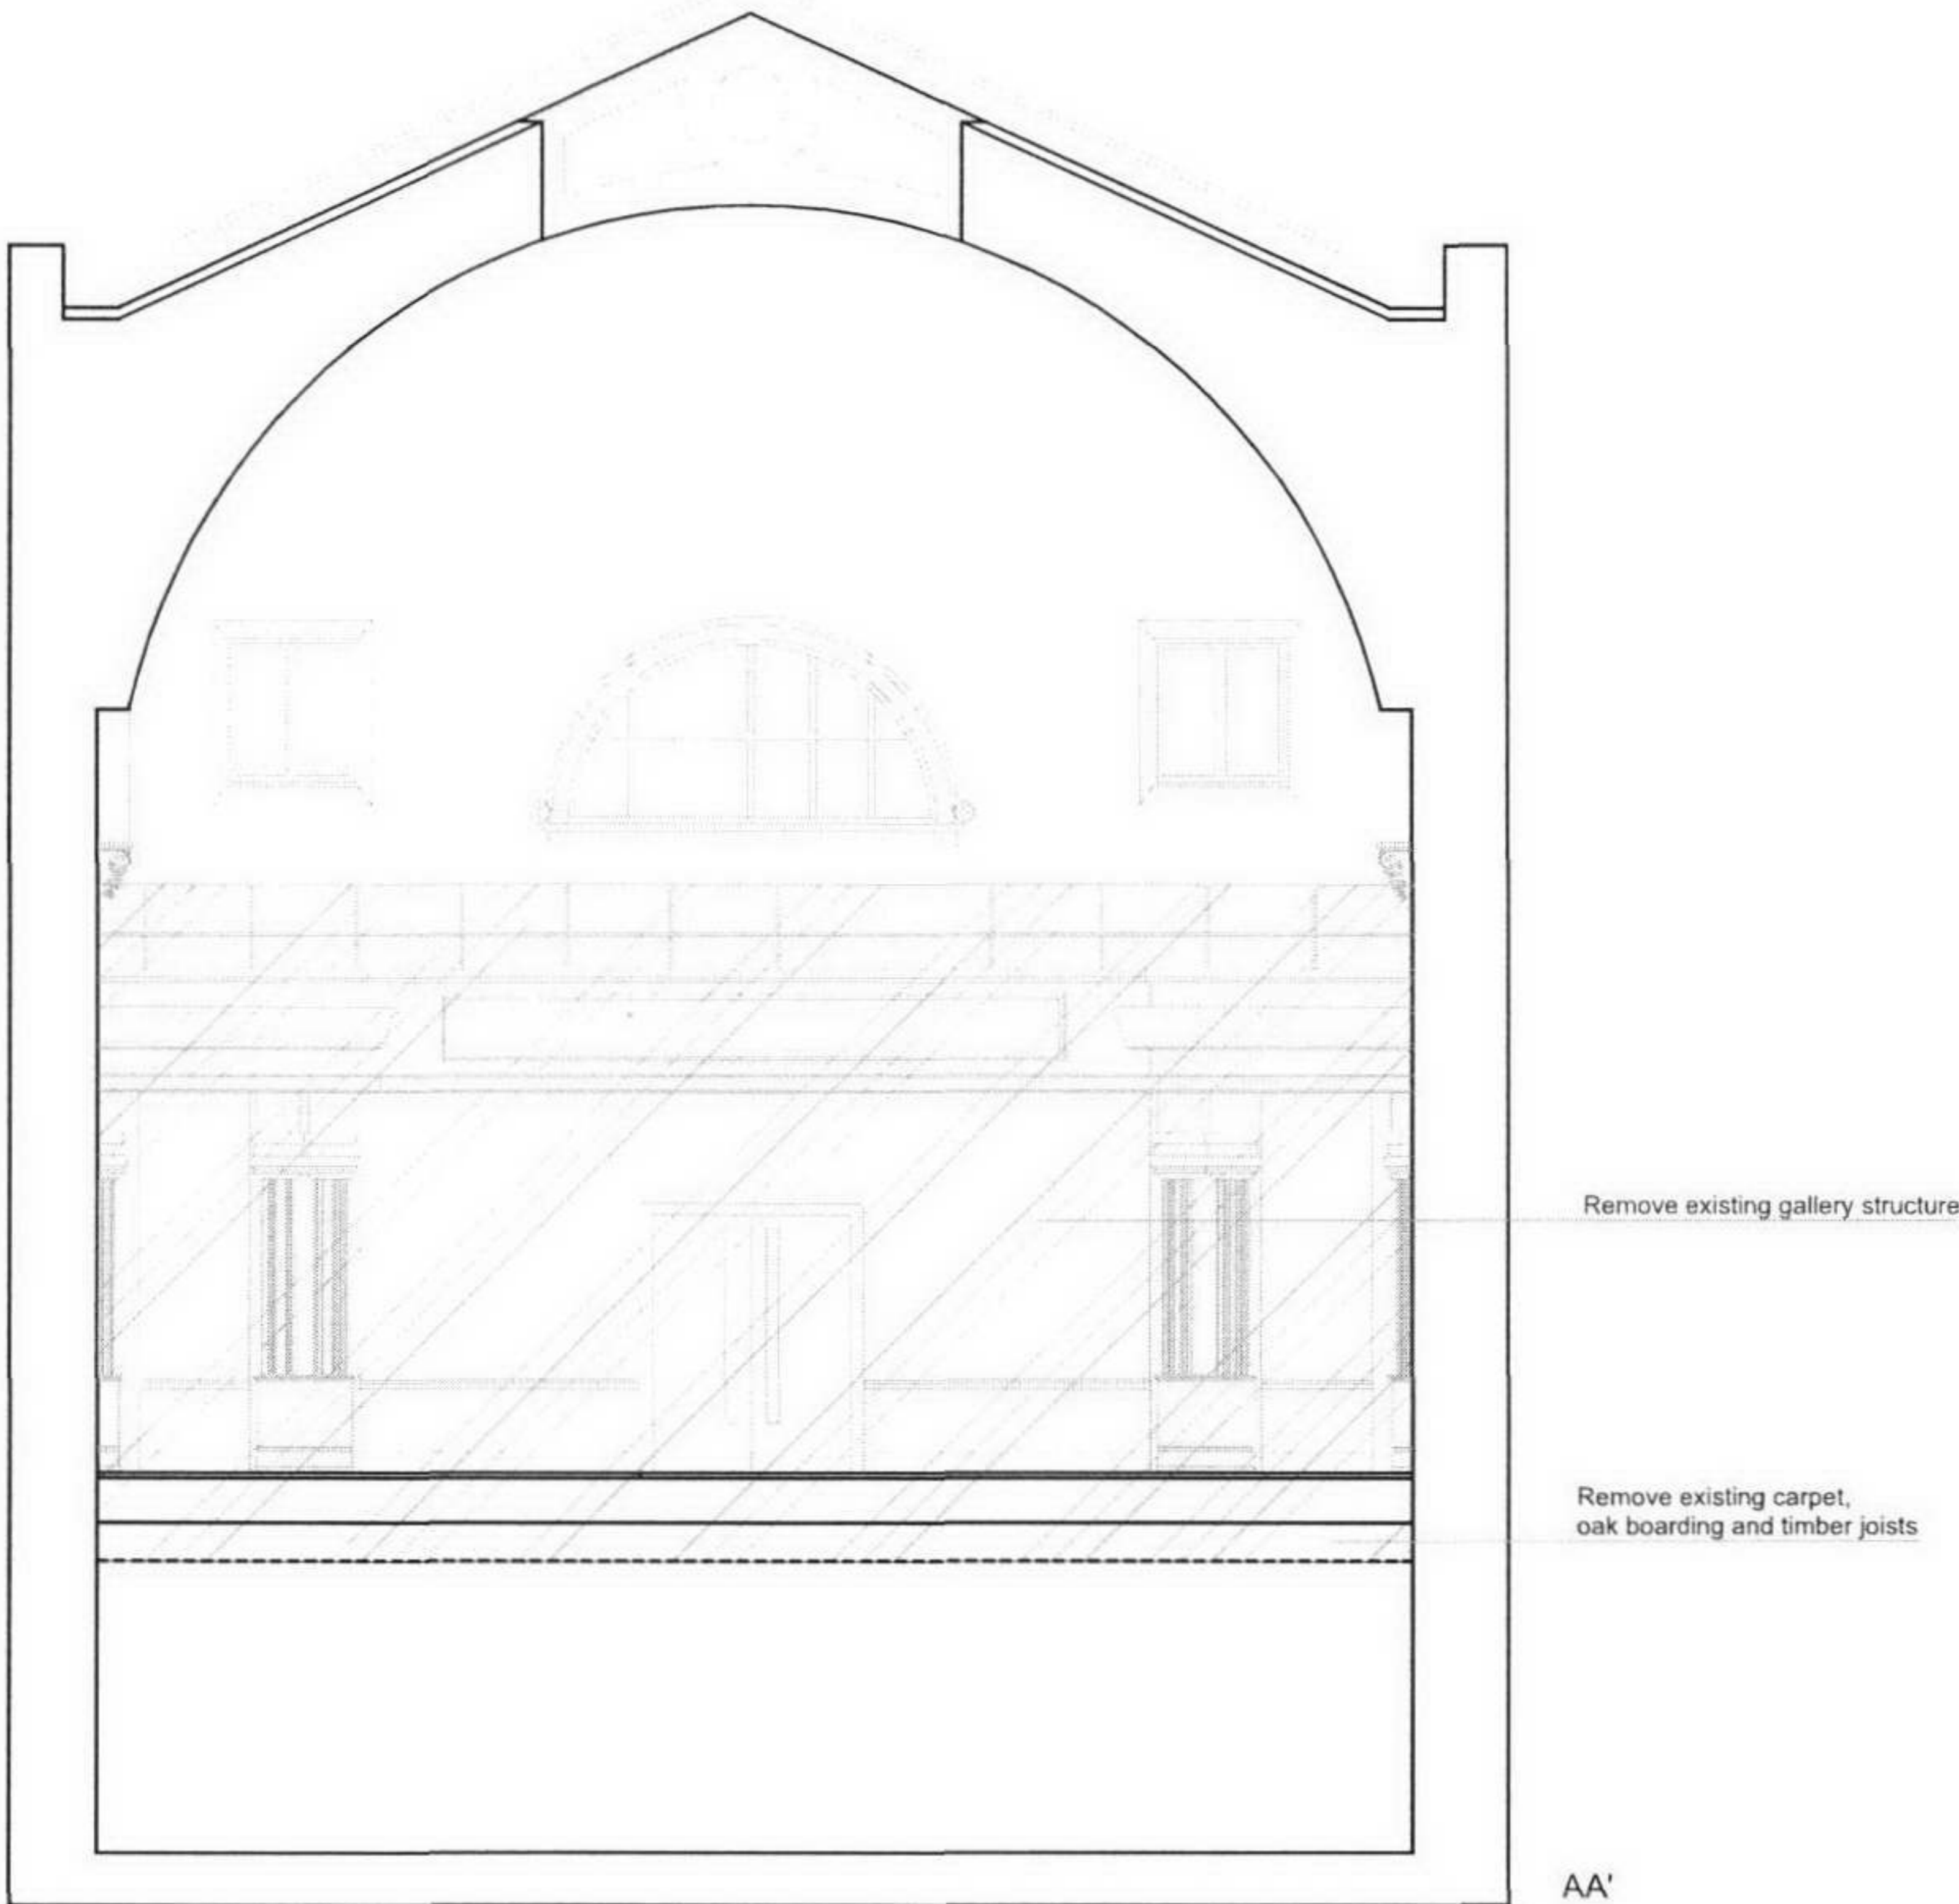 Remove existing gallery structure
Remove existing carpet,
oak boarding and timber joists
AA'